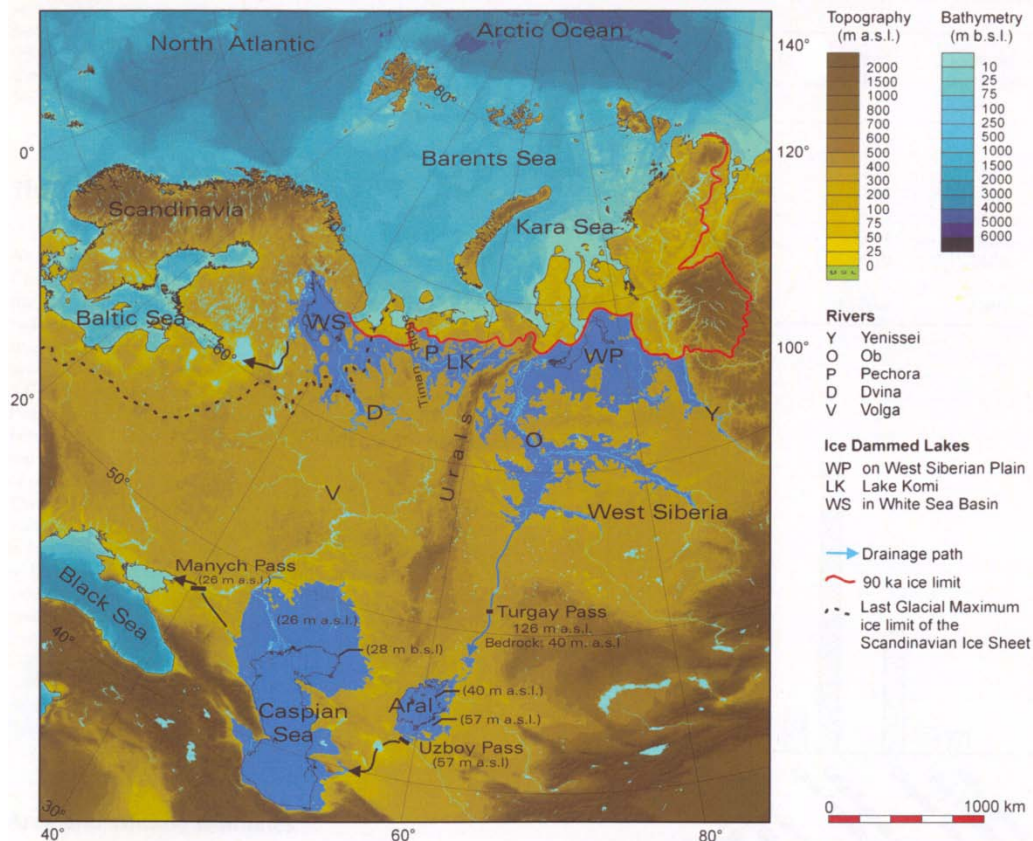 North Atlantic
Arctic Ocean
80°
140°
0°
Barents Sea
120°
Scandinavia
70°
Kara Sea
Baltic Sea
60°
WS
Timan ridge
P
LK
WP
100°
20°
D
Urals
O
Y
50°
V
West Siberia
Manych Pass
(26 m a.s.l.)
Black Sea
(26 m a.s.l.)
Turgay Pass
126 m a.s.l.
Bedrock: 40 m. a.s.l
(28 m b.s.l)
40°
Caspian
Sea
Aral
(40 m a.s.l.)
(57 m a.s.l.)
Uzboy Pass
(57 m a.s.l)
30°
40°
60°
80°
Topography
(m a.s.l.)
2000
1500
1000
800
700
600
500
400
300
200
100
75
50
25
0
Bathymetry
(m b.s.l.)
10
25
75
100
250
500
1000
1500
2000
3000
4000
5000
6000
Rivers
Y Yenissei
O Ob
P Pechora
D Dvina
V Volga
Ice Dammed Lakes
WP on West Siberian Plain
LK Lake Komi
WS in White Sea Basin
Drainage path
90 ka ice limit
Last Glacial Maximum
ice limit of the
Scandinavian Ice Sheet
0 1000 km